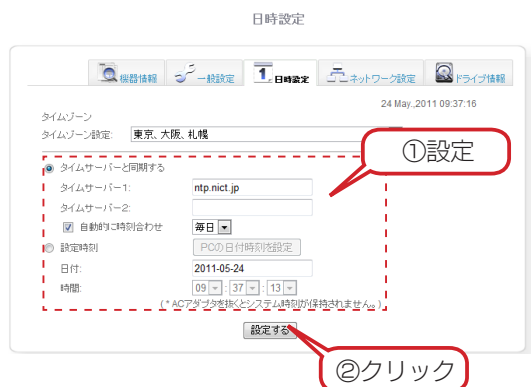 日時設定
機器情報 一般設定 1 日時設定 ネットワーク設定 ドライブ情報
24 May.,2011 09:37:16
タイムゾーン
タイムゾーン設定: 東京、大阪、札幌
①設定
タイムサーバーと同期する
タイムサーバー1: ntp.nict.jp
タイムサーバー2:
自動的に時刻合わせ 毎日
設定時刻 PCの日付時刻を設定
日付: 2011-05-24
時間: 09 : 37 : 13
(*ACアダプタを抜くとシステム時刻が保持されません。)
設定する
②クリック